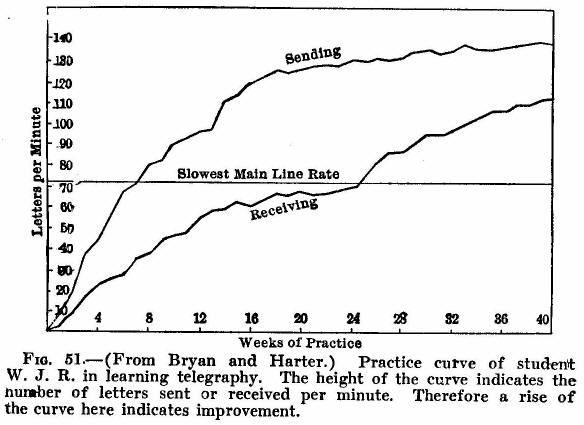 140
Sending
130
120
110
100
90
80
Slowest Main Line Rate
70
60
Receiving
50
40
30
20
10
Letters per Minute
4 8 12 16 20 24 28 32 36 40
Weeks of Practice
FIG. 51.—(From Bryan and Harter.) Practice curve of student
W. J. R. in learning telegraphy. The height of the curve indicates the
number of letters sent or received per minute. Therefore a rise of
the curve here indicates improvement.